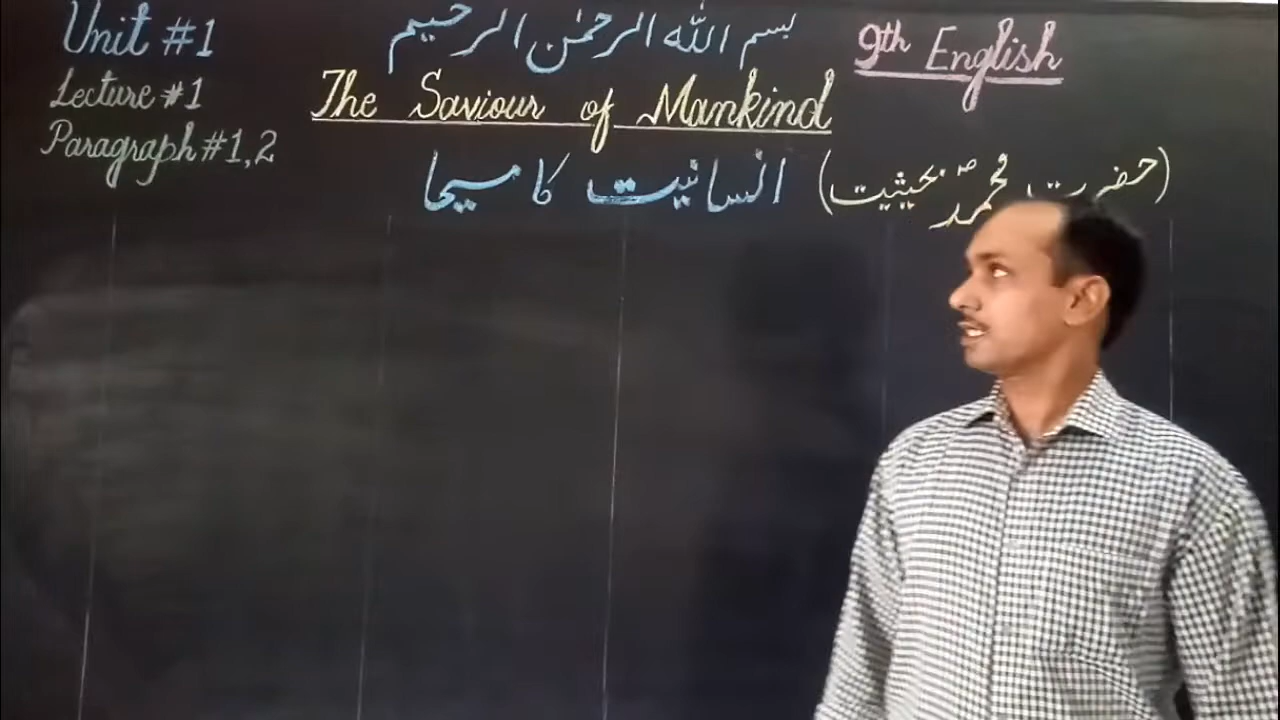 بسم الله الرحمٰن الرحیم
Unit #1
9th English
Lecture #1
The Saviour of Mankind
Paragraph #1,2
(حضرت محمدؐ بحیثیت) انسانیت کا مسیحا